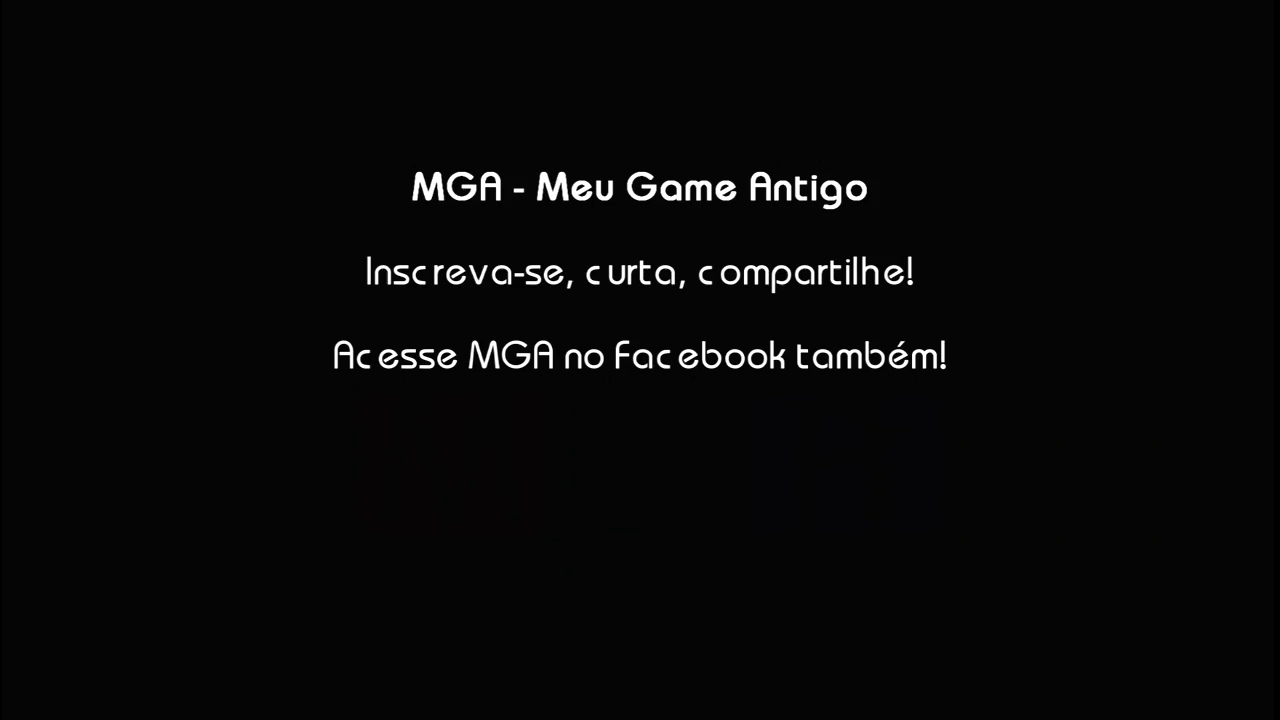 MGA - Meu Game Antigo
Inscreva-se, curta, compartilhe!
Acesse MGA no Facebook também!